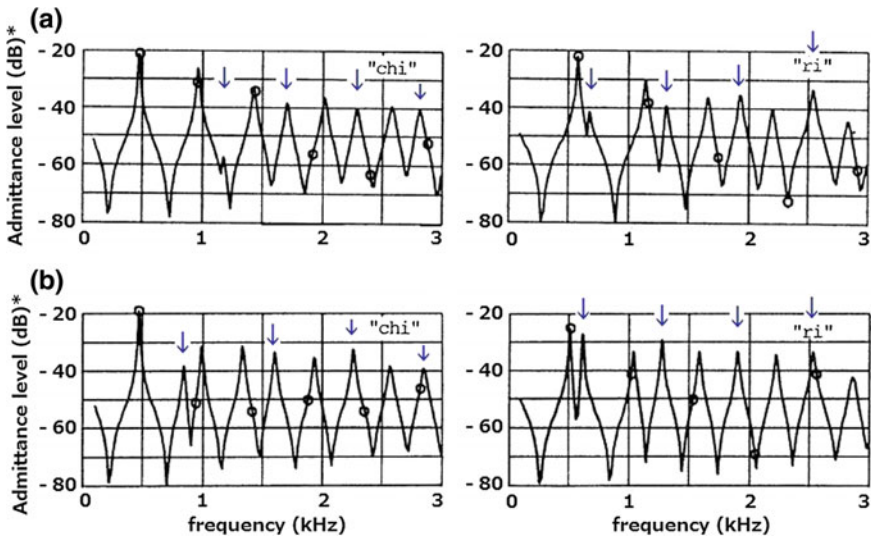 (a)
Admittance level (dB)*
- 20
- 40
- 60
- 80
"chi"
0 1 2 3
"ri"
- 20
- 40
- 60
- 80
0 1 2 3
(b)
Admittance level (dB)*
- 20
- 40
- 60
- 80
"chi"
0 1 2 3
frequency (kHz)
- 20
- 40
- 60
- 80
"ri"
0 1 2 3
frequency (kHz)